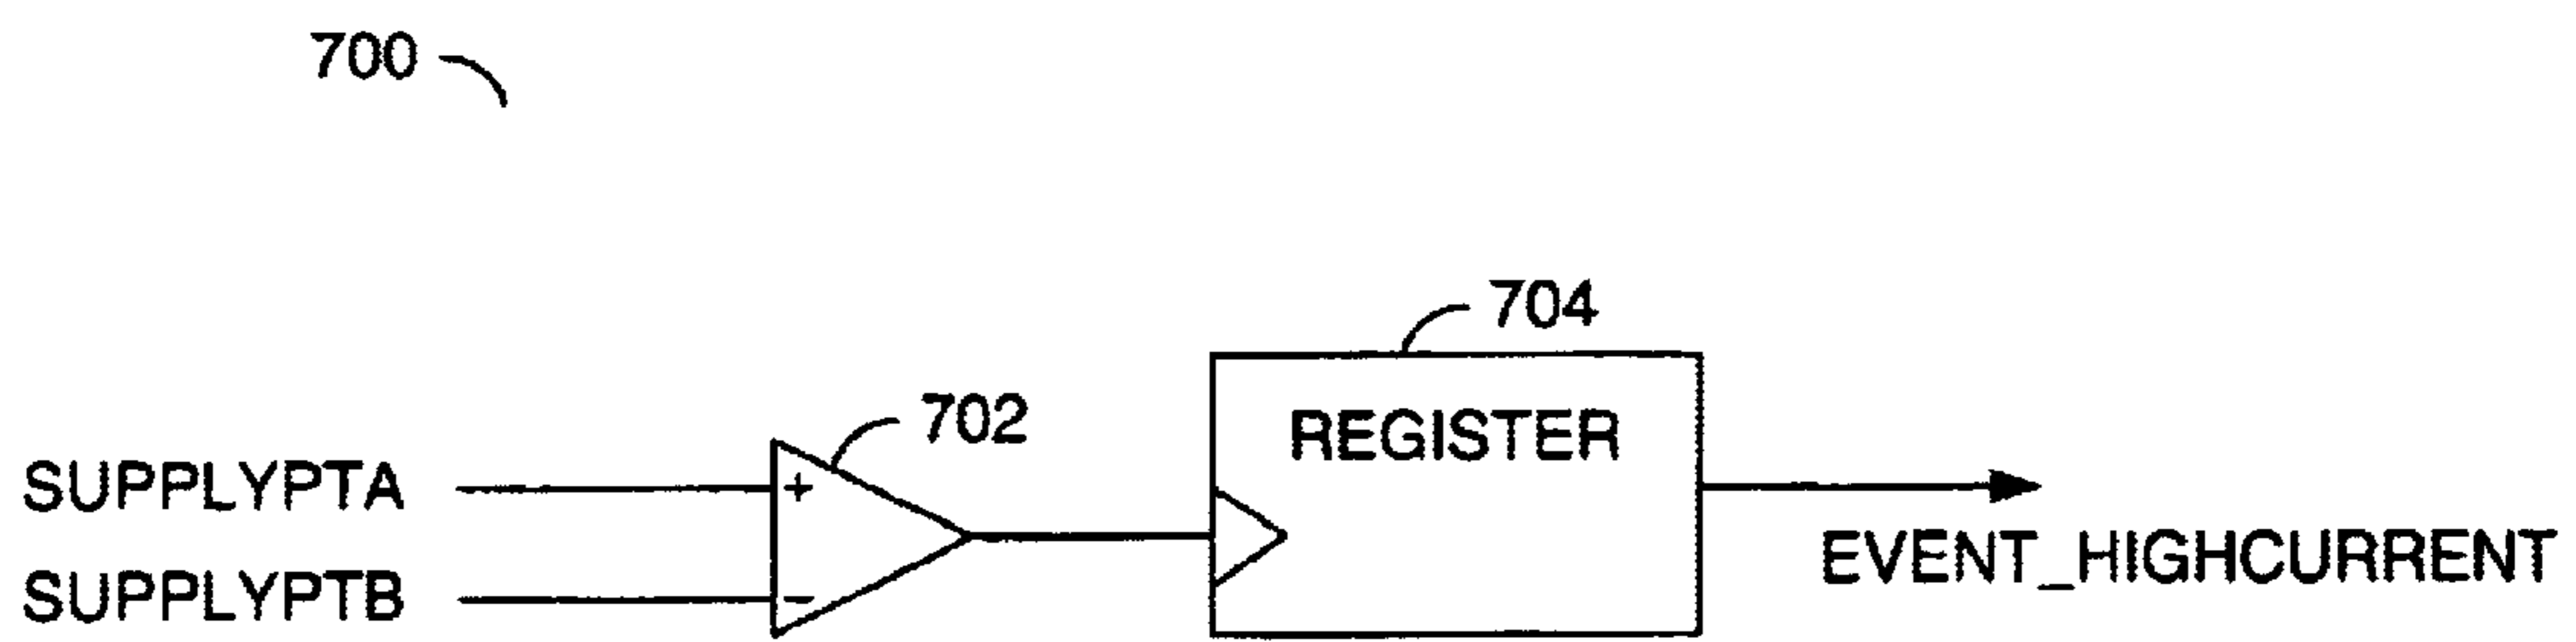 700
704
702
REGISTER
SUPPLYPTA
+
EVENT_HIGHCURRENT
SUPPLYPTB
−